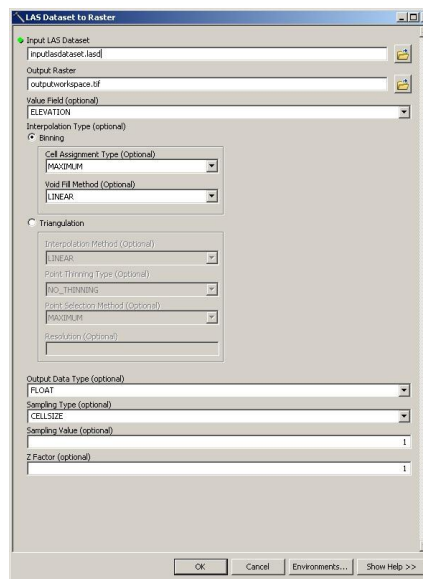 LAS Dataset to Raster
Input LAS Dataset
inputlasdataset.lasd
Output Raster
outputworkspace.tif
Value Field (optional)
ELEVATION
Interpolation Type (optional)
Binning
Cell Assignment Type (Optional)
MAXIMUM
Void Fill Method (Optional)
LINEAR
Triangulation
Interpolation Method (Optional)
LINEAR
Point Thinning Type (Optional)
NO_THINNING
Point Selection Method (Optional)
MAXIMUM
Resolution (Optional)
Output Data Type (optional)
FLOAT
Sampling Type (optional)
CELLSIZE
Sampling Value (optional)
1
Z Factor (optional)
1
OK Cancel Environments... Show Help >>